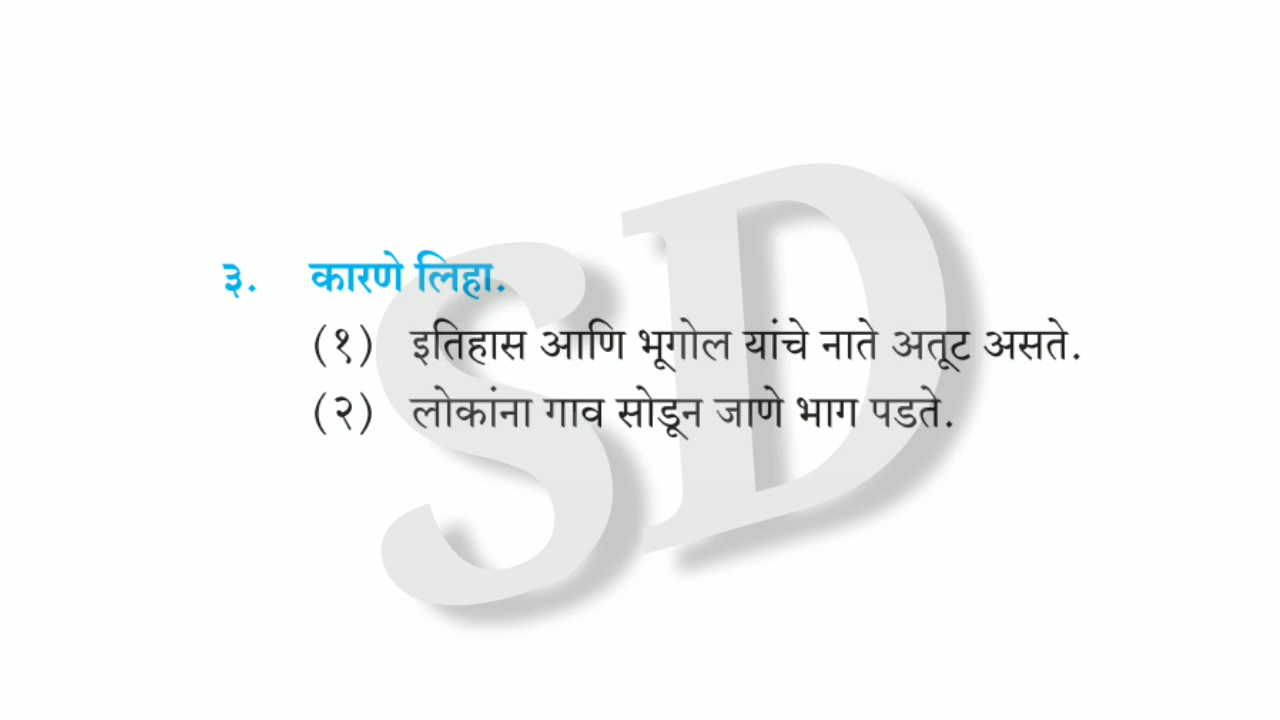 ३. कारणे लिहा.
(१) इतिहास आणि भूगोल यांचे नाते अतूट असते.
(२) लोकांना गाव सोडून जाणे भाग पडते.
SD